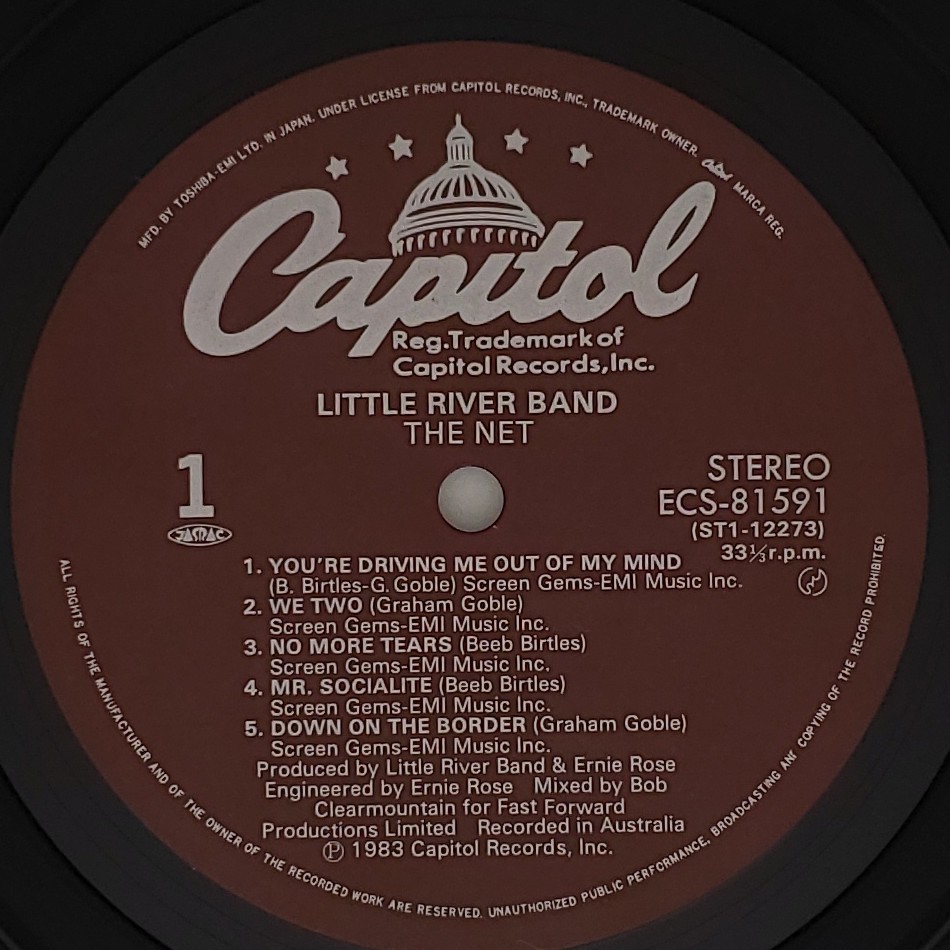 MFD. BY TOSHIBA-EMI LTD. IN JAPAN. UNDER LICENSE FROM CAPITOL RECORDS, INC., TRADEMARK OWNER. Capitol MARCA REG.
Capitol
Reg.Trademark of
Capitol Records,Inc.
LITTLE RIVER BAND
THE NET
1
JASRAC
STEREO
ECS-81591
(ST1-12273)
33⅓r.p.m.
1. YOU'RE DRIVING ME OUT OF MY MIND
(B. Birtles-G. Goble) Screen Gems-EMI Music Inc.
2. WE TWO (Graham Goble)
Screen Gems-EMI Music Inc.
3. NO MORE TEARS (Beeb Birtles)
Screen Gems-EMI Music Inc.
4. MR. SOCIALITE (Beeb Birtles)
Screen Gems-EMI Music Inc.
5. DOWN ON THE BORDER (Graham Goble)
Screen Gems-EMI Music Inc.
Produced by Little River Band & Ernie Rose
Engineered by Ernie Rose Mixed by Bob
Clearmountain for Fast Forward
Productions Limited Recorded in Australia
Ⓟ 1983 Capitol Records, Inc.
ALL RIGHTS OF THE MANUFACTURER AND OF THE OWNER OF THE RECORDED WORK ARE RESERVED. UNAUTHORIZED PUBLIC PERFORMANCE, BROADCASTING ANY COPYING OF THE RECORD PROHIBITED.